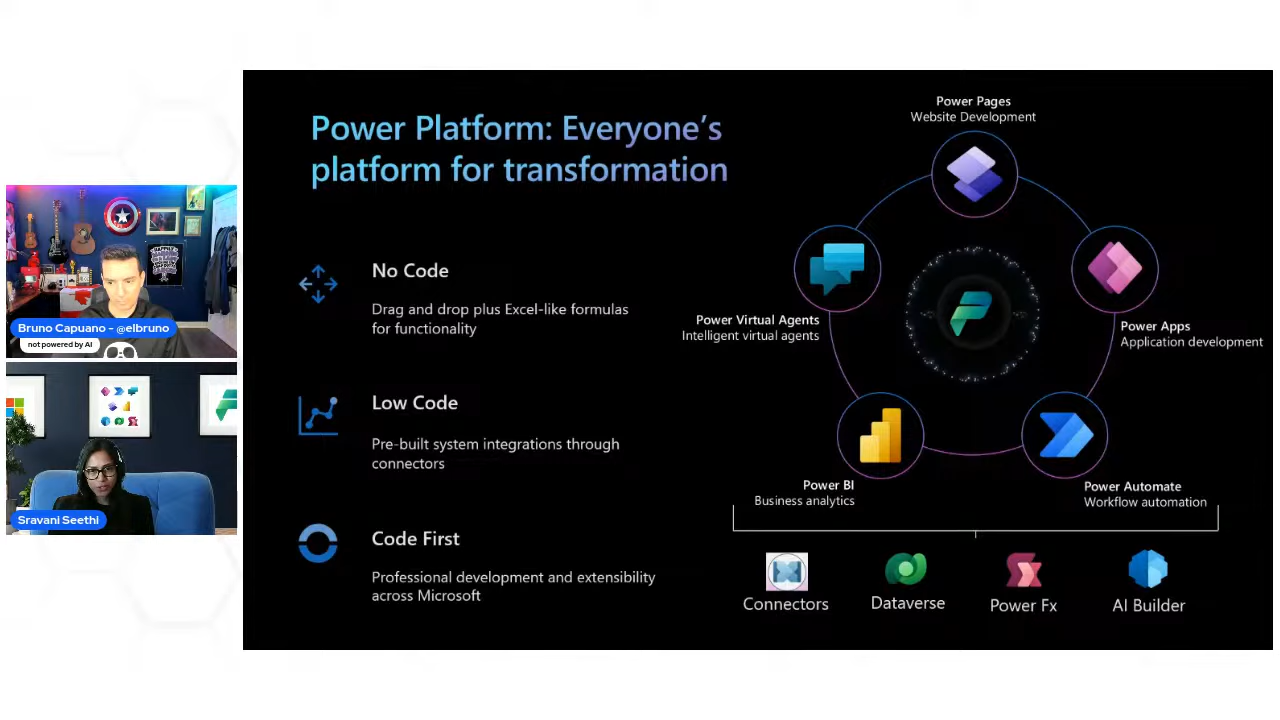 Power Platform: Everyone's
platform for transformation
No Code
Drag and drop plus Excel-like formulas
for functionality
Low Code
Pre-built system integrations through
connectors
Code First
Professional development and extensibility
across Microsoft
Power Pages
Website Development
Power Virtual Agents
Intelligent virtual agents
Power Apps
Application development
Power BI
Business analytics
Power Automate
Workflow automation
Connectors
Dataverse
Power Fx
AI Builder
Bruno Capuano - @elbruno
not powered by AI
Sravani Seethi